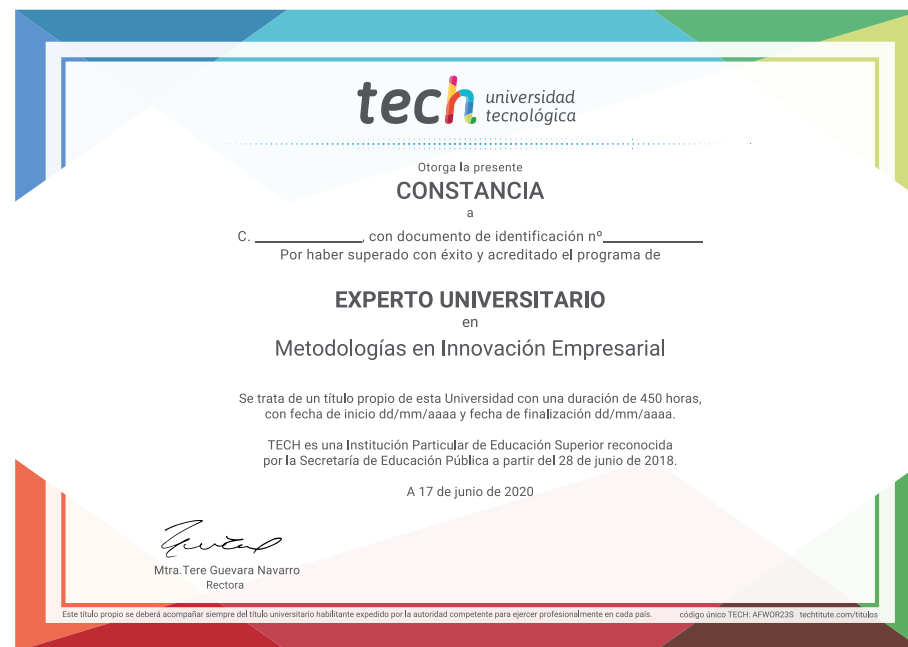 tech universidad
tecnológica
Otorga la presente
CONSTANCIA
a
C. ____________, con documento de identificación nº____________
Por haber superado con éxito y acreditado el programa de
EXPERTO UNIVERSITARIO
en
Metodologías en Innovación Empresarial
Se trata de un título propio de esta Universidad con una duración de 450 horas,
con fecha de inicio dd/mm/aaaa y fecha de finalización dd/mm/aaaa.
TECH es una Institución Particular de Educación Superior reconocida
por la Secretaría de Educación Pública a partir del 28 de junio de 2018.
A 17 de junio de 2020
Mtra.Tere Guevara Navarro
Rectora
Este título propio se deberá acompañar siempre del título universitario habilitante expedido por la autoridad competente para ejercer profesionalmente en cada país. código único TECH: AFWOR23S techtitute.com/titulos